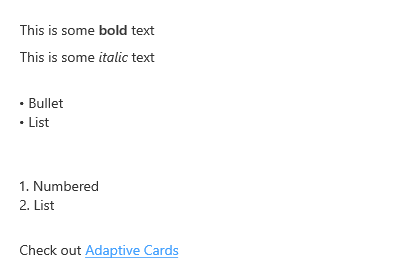 This is some bold text
This is some italic text
• Bullet
• List
1. Numbered
2. List
Check out Adaptive Cards